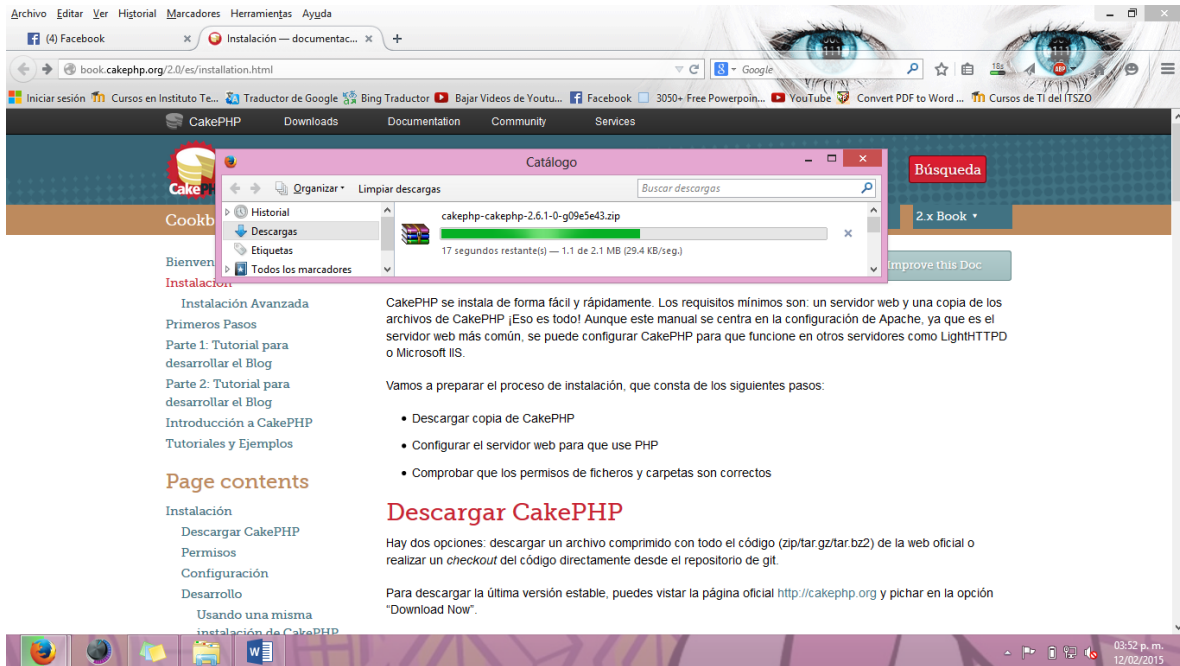 Archivo Editar Ver Historial Marcadores Herramientas Ayuda
(4) Facebook
Instalación — documentac...
book.cakephp.org/2.0/es/installation.html
Google
18s
ABP
Iniciar sesión
Cursos en Instituto Te...
Traductor de Google
Bing Traductor
Bajar Videos de Youtu...
Facebook
3050+ Free Powerpoin...
YouTube
Convert PDF to Word ...
Cursos de TI del ITSZO
CakePHP Downloads Documentation Community Services
Búsqueda
2.x Book
Improve this Doc
Catálogo
Organizar
Limpiar descargas
Buscar descargas
Historial
Descargas
Etiquetas
Todos los marcadores
cakephp-cakephp-2.6.1-0-g09e5e43.zip
17 segundos restante(s) — 1.1 de 2.1 MB (29.4 KB/seg.)
Cookb
Bienven
Instalación
Instalación Avanzada
Primeros Pasos
Parte 1: Tutorial para
desarrollar el Blog
Parte 2: Tutorial para
desarrollar el Blog
Introducción a CakePHP
Tutoriales y Ejemplos
Page contents
Instalación
Descargar CakePHP
Permisos
Configuración
Desarrollo
Usando una misma
instalación de CakePHP
CakePHP se instala de forma fácil y rápidamente. Los requisitos mínimos son: un servidor web y una copia de los
archivos de CakePHP ¡Eso es todo! Aunque este manual se centra en la configuración de Apache, ya que es el
servidor web más común, se puede configurar CakePHP para que funcione en otros servidores como LightHTTPD
o Microsoft IIS.
Vamos a preparar el proceso de instalación, que consta de los siguientes pasos:
• Descargar copia de CakePHP
• Configurar el servidor web para que use PHP
• Comprobar que los permisos de ficheros y carpetas son correctos
Descargar CakePHP
Hay dos opciones: descargar un archivo comprimido con todo el código (zip/tar.gz/tar.bz2) de la web oficial o
realizar un checkout del código directamente desde el repositorio de git.
Para descargar la última versión estable, puedes vistar la página oficial http://cakephp.org y pichar en la opción
“Download Now”.
03:52 p. m.
12/02/2015